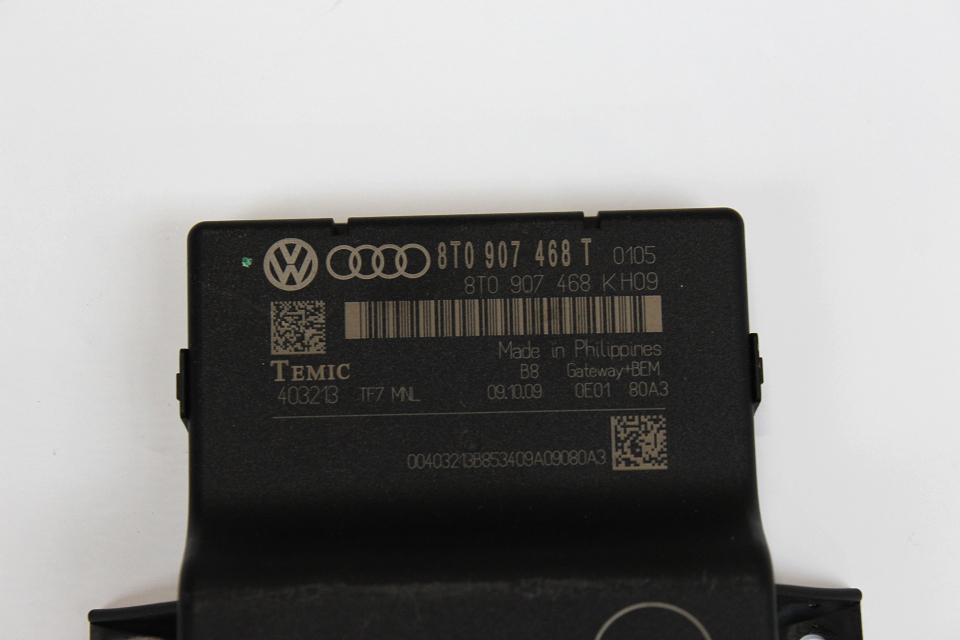 8T0 907 468 T 0105
8T0 907 468 K H09
Made in Philippines
TEMIC B8 Gateway+BEM
403213 TF7 MNL 09.10.09 0E01 80A3
00403213B853409A09080A3